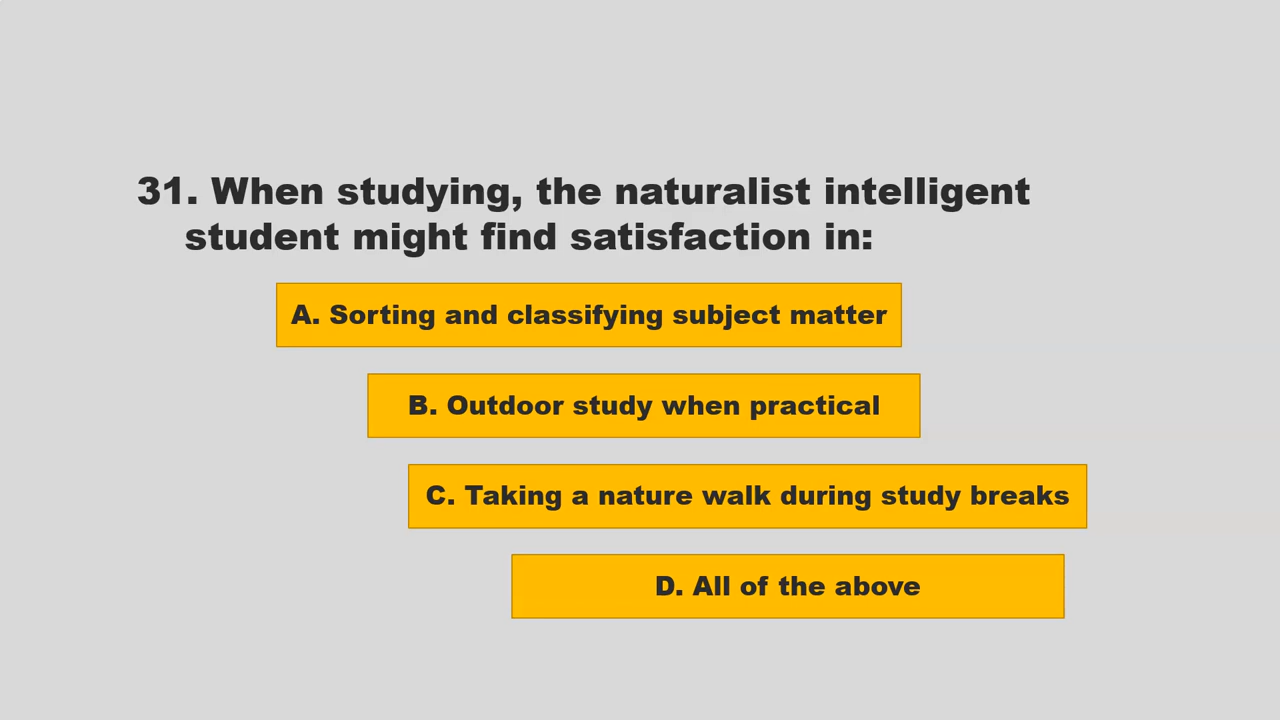 31. When studying, the naturalist intelligent
student might find satisfaction in:
A. Sorting and classifying subject matter
B. Outdoor study when practical
C. Taking a nature walk during study breaks
D. All of the above